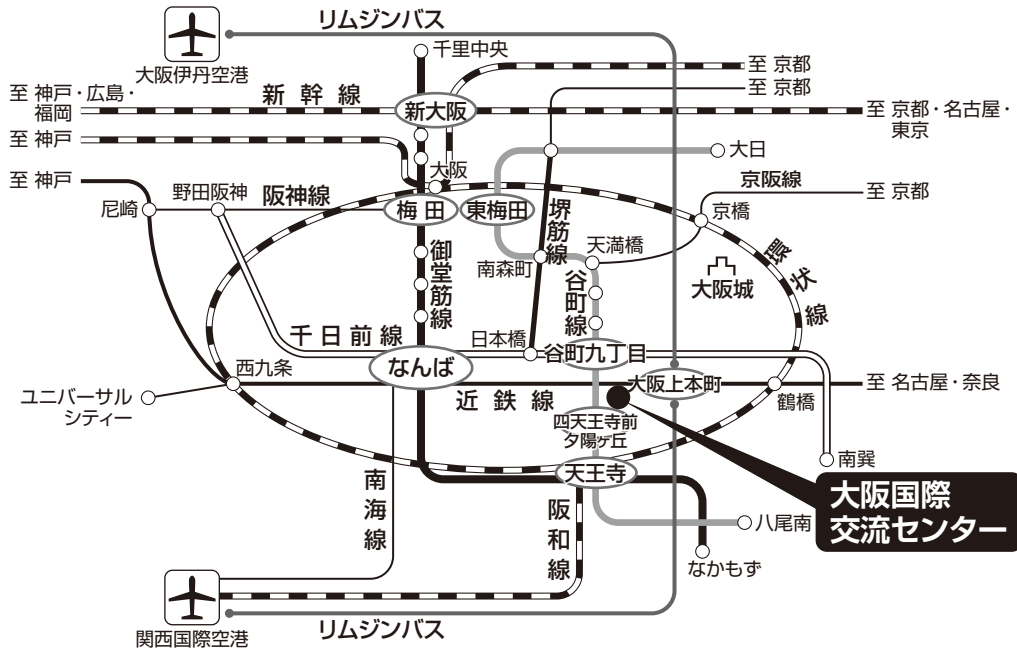 リムジンバス
千里中央
大阪伊丹空港
至 京都
至 京都
至 神戸・広島・
福岡
新幹線
新大阪
至 京都・名古屋・
東京
至 神戸
大日
大阪
至 神戸
野田阪神
阪神線
京阪線
至 京都
尼崎
梅田
東梅田
堺筋線
京橋
天満橋
南森町
環状線
御堂筋線
谷町線
大阪城
千日前線
日本橋
谷町九丁目
なんば
西九条
大阪上本町
至 名古屋・奈良
ユニバーサル
シティー
近鉄線
鶴橋
四天王寺前
夕陽ヶ丘
南巽
天王寺
大阪国際
交流センター
南海線
阪和線
八尾南
なかもず
関西国際空港
リムジンバス